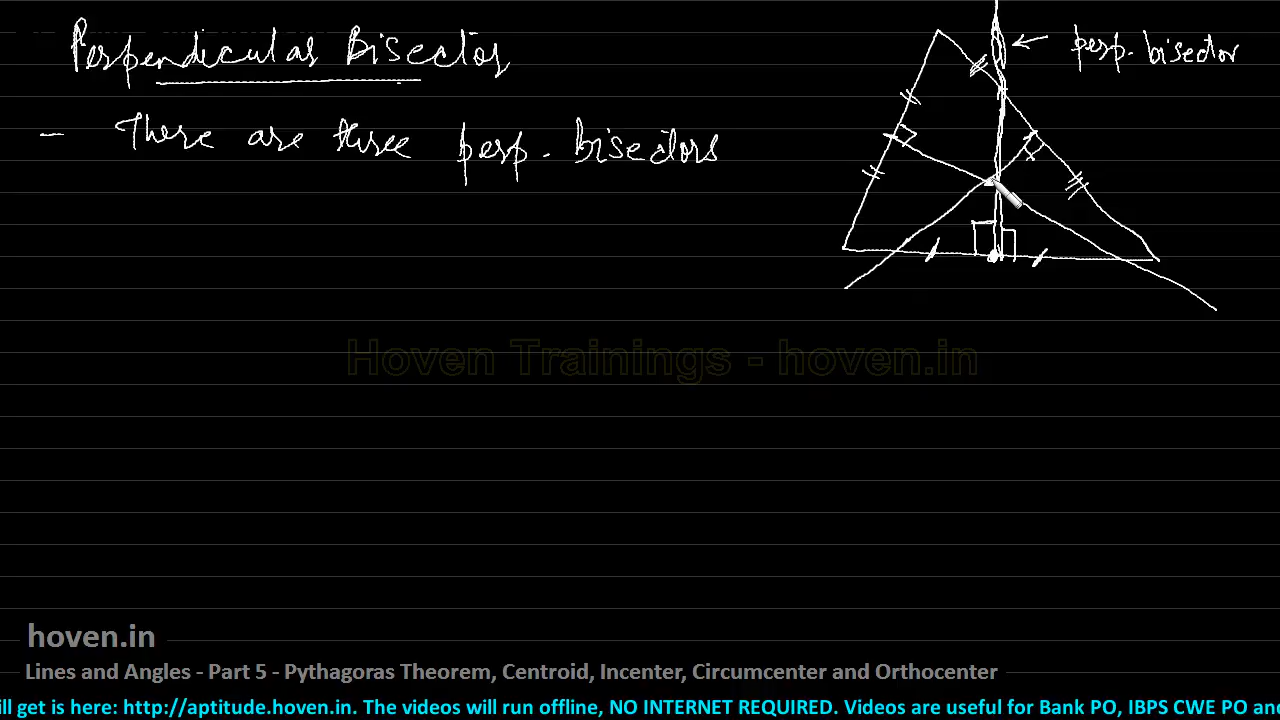 Perpendicular Bisector
perp. bisector
- There are three perp. Bisectors
Hoven Trainings - hoven.in
hoven.in
Lines and Angles - Part 5 - Pythagoras Theorem, Centroid, Incenter, Circumcenter and Orthocenter
ill get is here: http://aptitude.hoven.in. The videos will run offline, NO INTERNET REQUIRED. Videos are useful for Bank PO, IBPS CWE PO and